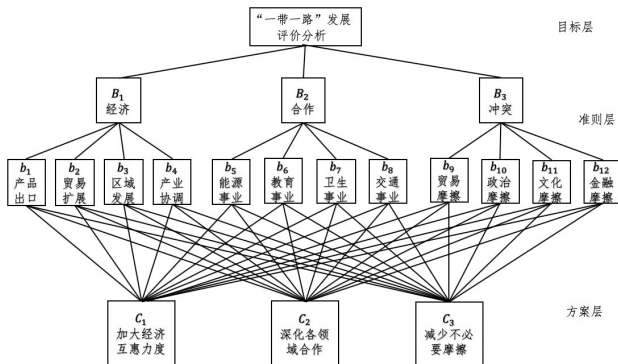 “一带一路”发展
评价分析
目标层
B₁
经济
B₂
合作
B₃
冲突
准则层
b₁
产品
出口
b₂
贸易
扩展
b₃
区域
发展
b₄
产业
协调
b₅
能源
事业
b₆
教育
事业
b₇
卫生
事业
b₈
交通
事业
b₉
贸易
摩擦
b₁₀
政治
摩擦
b₁₁
文化
摩擦
b₁₂
金融
摩擦
C₁
加大经济
互惠力度
C₂
深化各领
域合作
C₃
减少不必
要摩擦
方案层